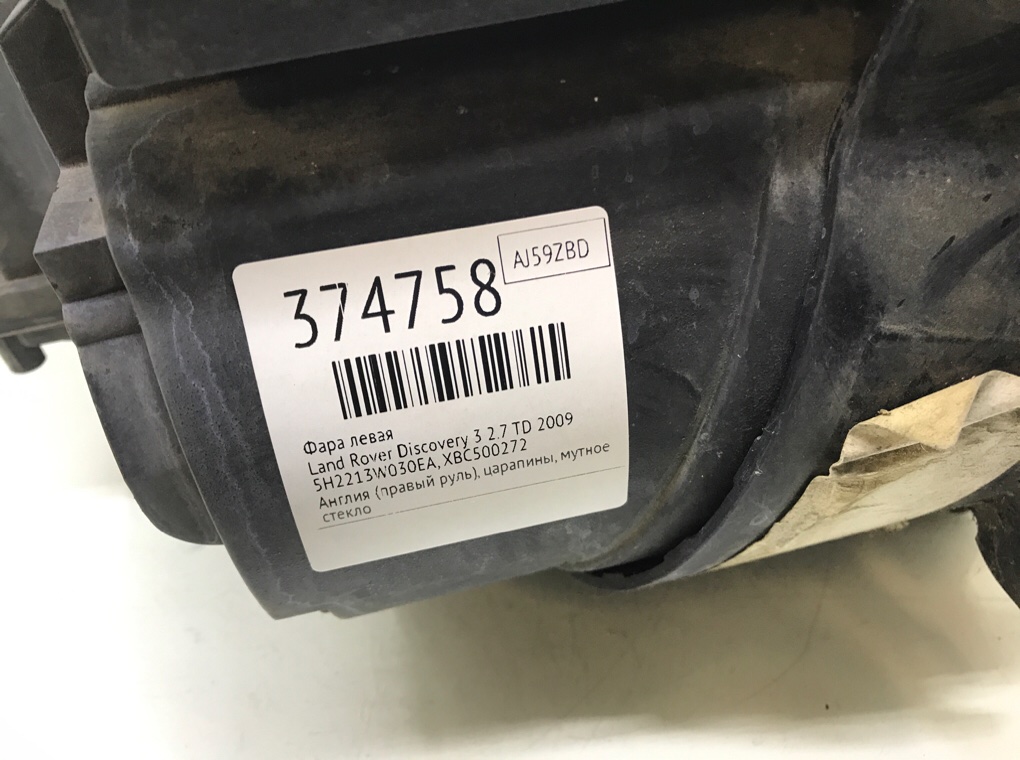 374758
AJ59ZBD
Фара левая
Land Rover Discovery 3 2.7 TD 2009
5H2213W030EA, XBC500272
Англия (правый руль), царапины, мутное
стекло